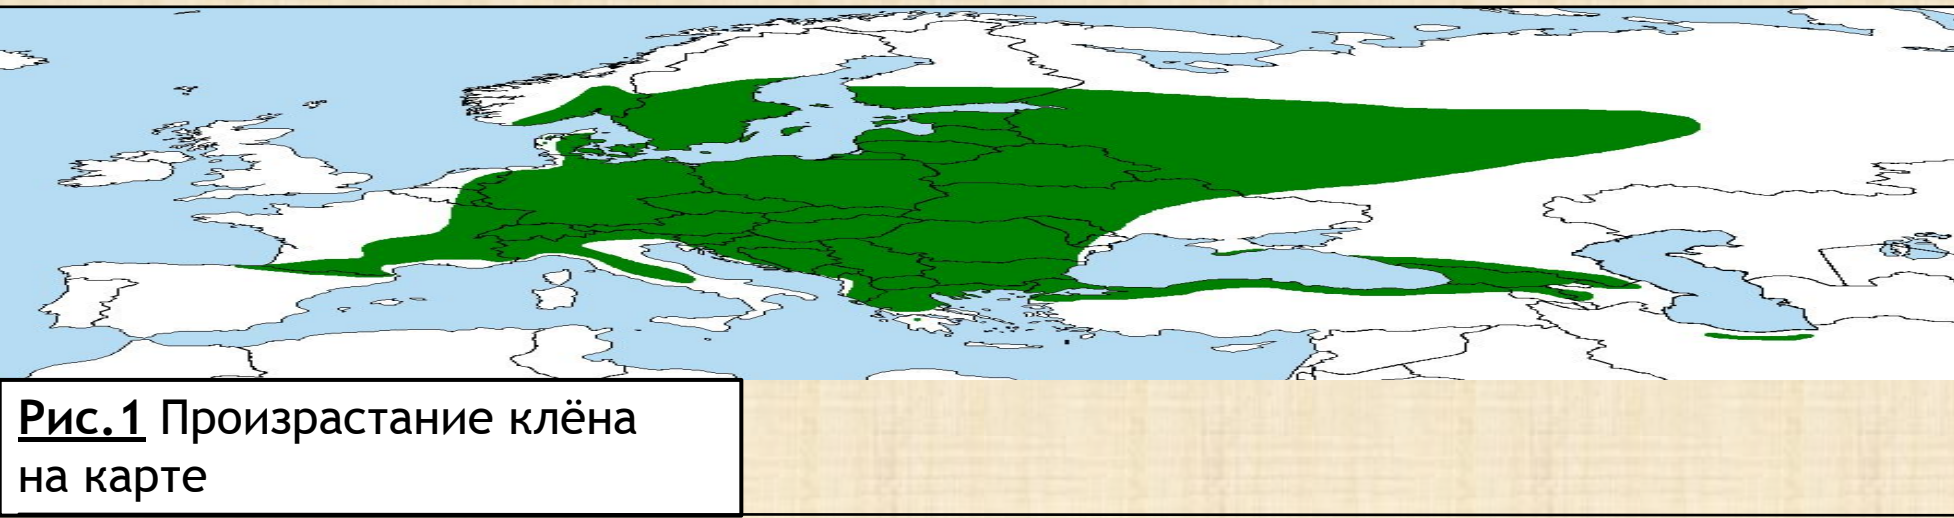 Рис.1 Произрастание клёна
на карте